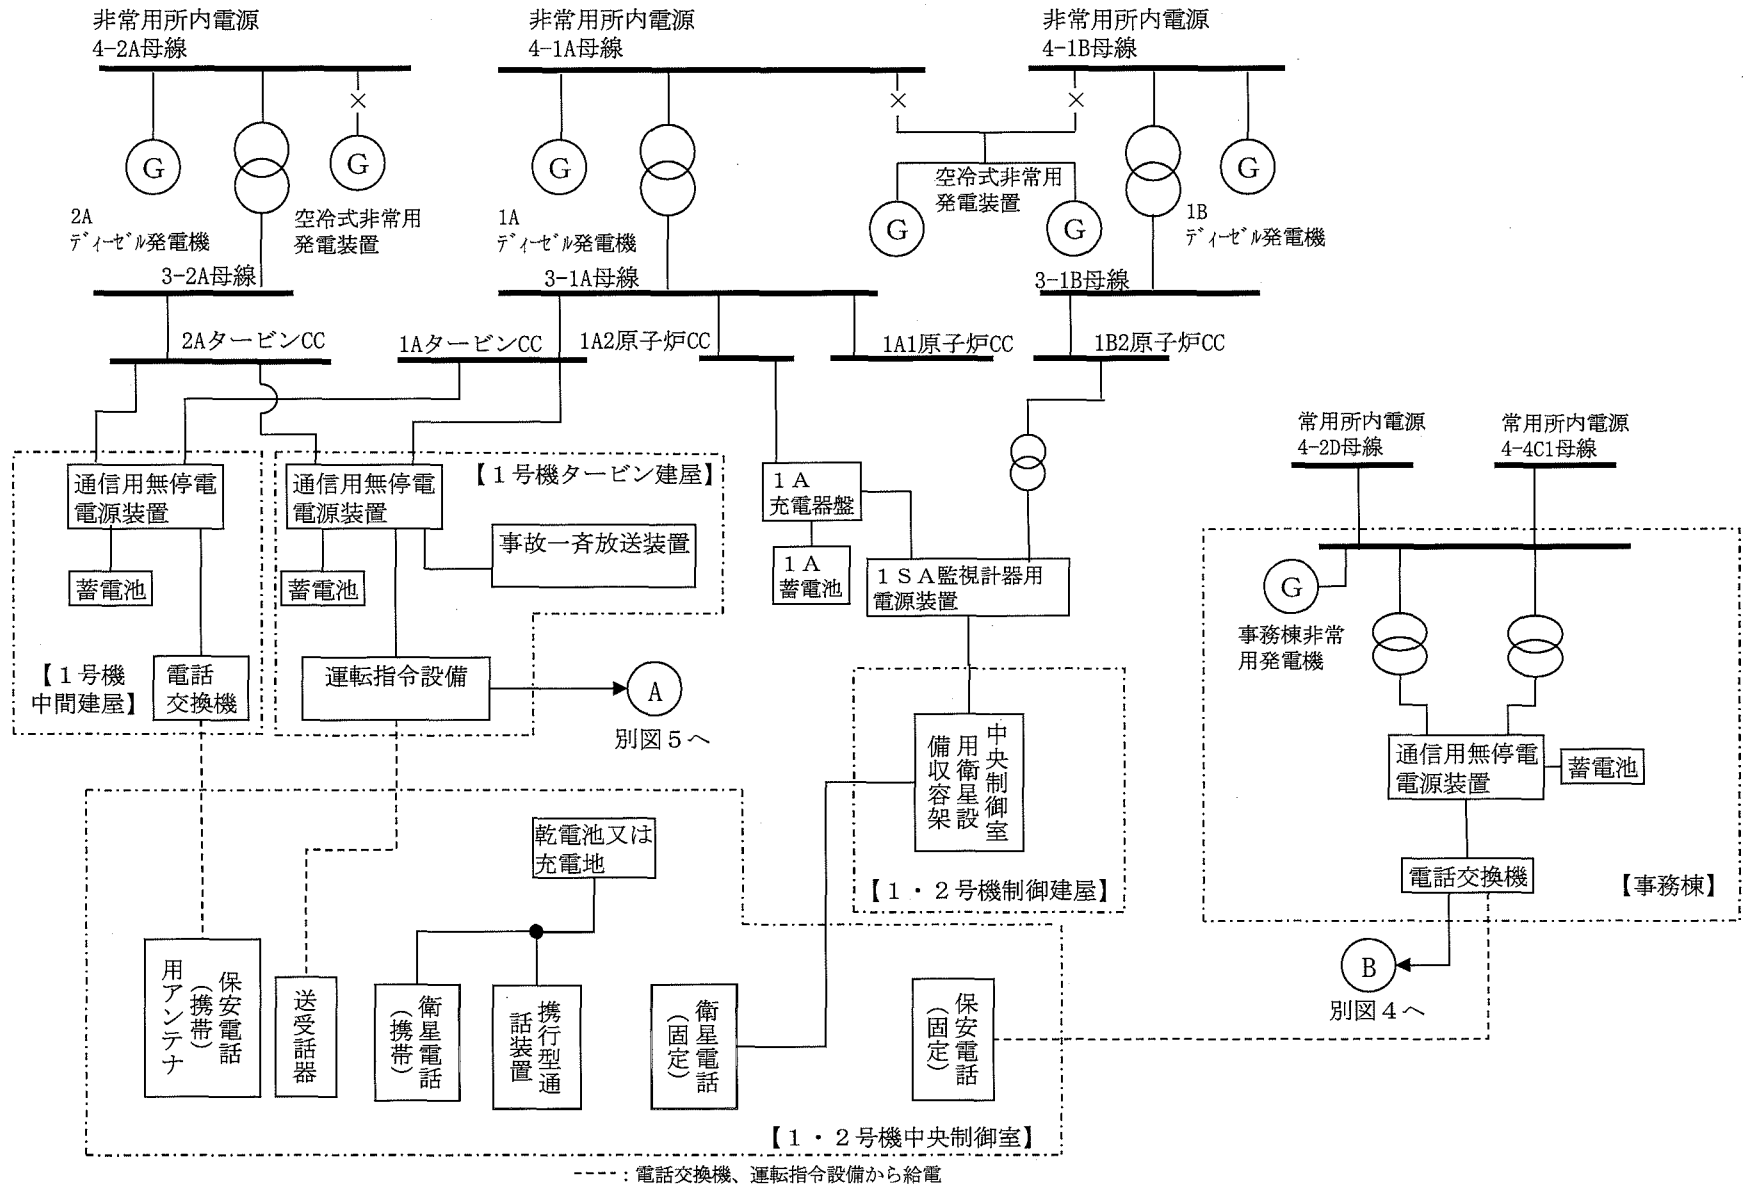 非常用所内電源
4-2A母線
非常用所内電源
4-1A母線
非常用所内電源
4-1B母線
×
×
×
G
G
G
G
G
G
G
2A
ディーゼル発電機
空冷式非常用
発電装置
1A
ディーゼル発電機
空冷式非常用
発電装置
1B
ディーゼル発電機
3-2A母線
3-1A母線
3-1B母線
2AタービンCC
1AタービンCC
1A2原子炉CC
1A1原子炉CC
1B2原子炉CC
常用所内電源
4-2D母線
常用所内電源
4-4C1母線
通信用無停電
電源装置
蓄電池
【1号機
中間建屋】
電話
交換機
通信用無停電
電源装置
【1号機タービン建屋】
事故一斉放送装置
蓄電池
運転指令設備
A
別図5へ
1A
充電器盤
1A
蓄電池
1SA監視計器用
電源装置
中央制御室
用衛星設
備収容架
【1・2号機制御建屋】
G
事務棟非常
用発電機
通信用無停電
電源装置
蓄電池
電話交換機
【事務棟】
B
別図4へ
乾電池又は
充電地
保安電話
(携帯)
用アンテナ
送受話器
衛星電話
(携帯)
携行型通
話装置
衛星電話
(固定)
保安電話
(固定)
【1・2号機中央制御室】
----:電話交換機、運転指令設備から給電